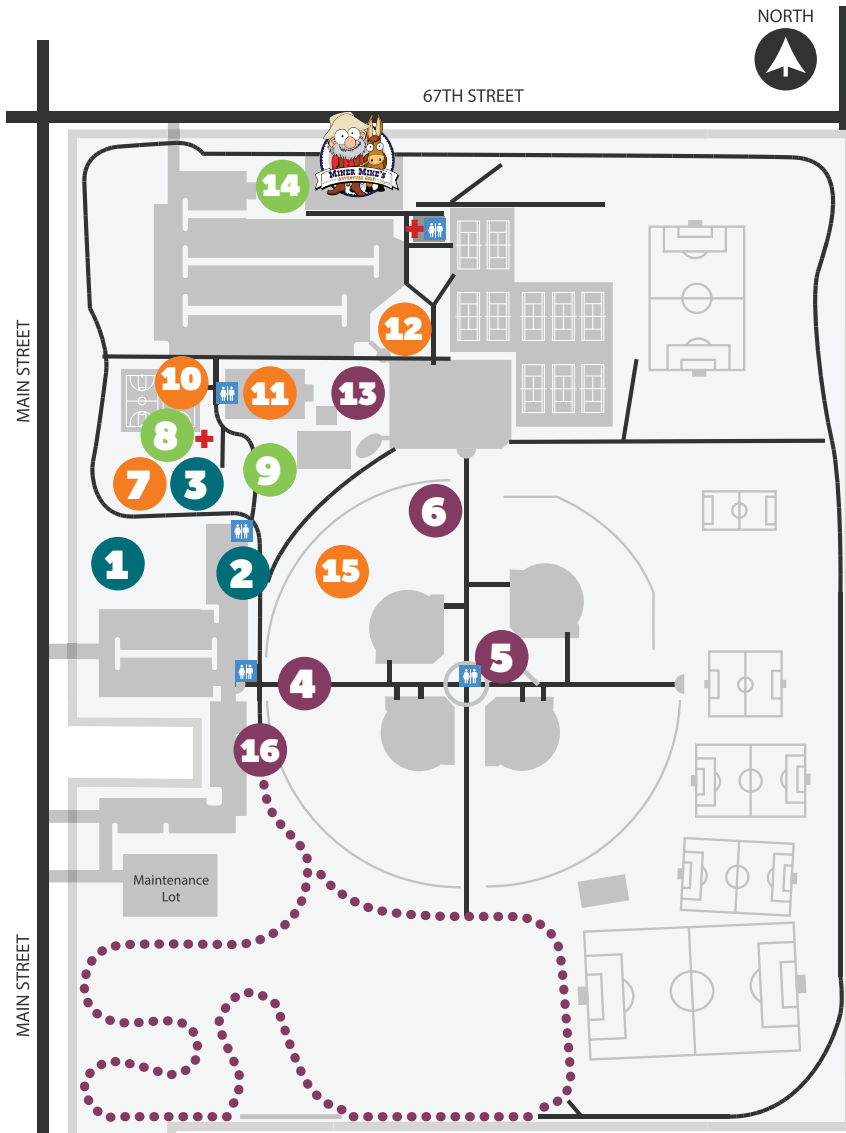 NORTH
67TH STREET
MINER MIKE'S
ADVENTURE GOLF
14
12
MAIN STREET
10
11
13
8
9
7
3
6
1
2
15
5
4
16
Maintenance
Lot
MAIN STREET